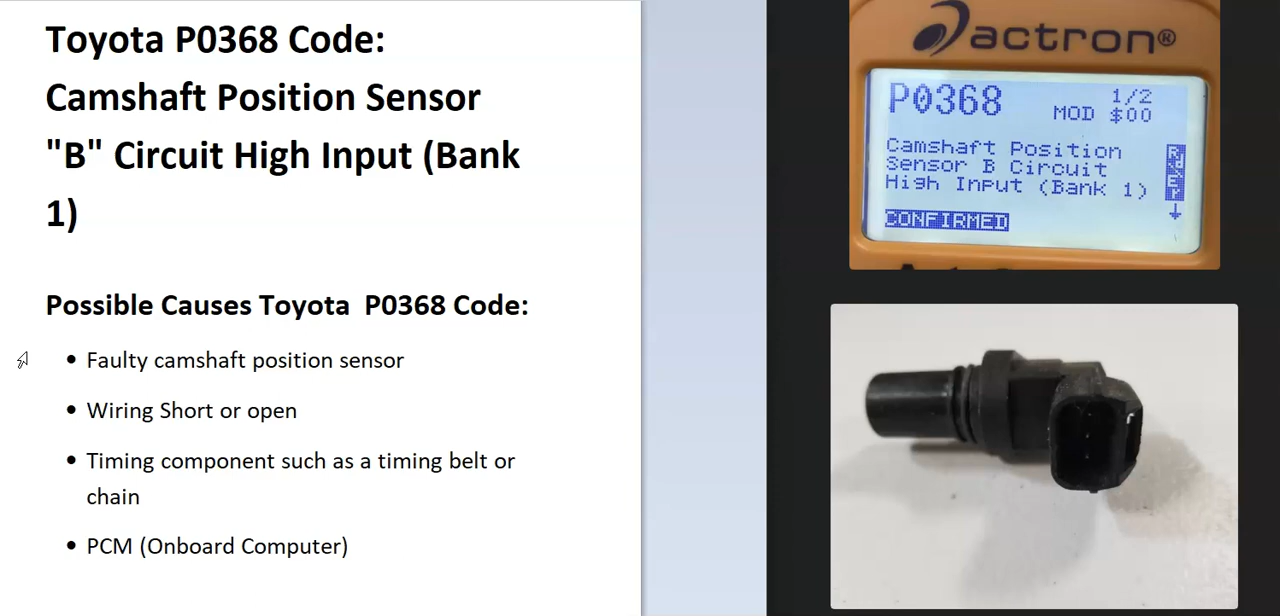 Toyota P0368 Code:
Camshaft Position Sensor
"B" Circuit High Input (Bank
1)
Possible Causes Toyota P0368 Code:
• Faulty camshaft position sensor
• Wiring Short or open
• Timing component such as a timing belt or
chain
• PCM (Onboard Computer)
actron®
P0368
1/2
MOD $00
Camshaft Position
Sensor B Circuit
High Input (Bank 1)
CONFIRMED